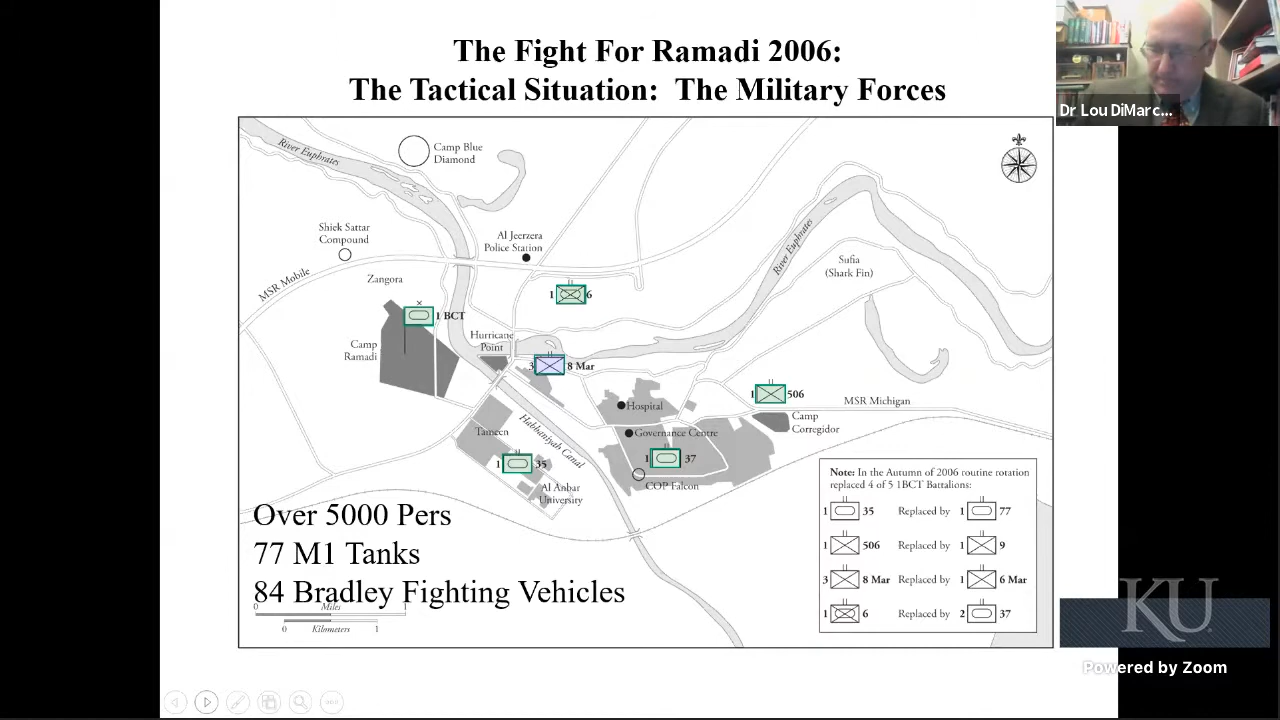 The Fight For Ramadi 2006:
The Tactical Situation: The Military Forces
Dr Lou DiMarc...
River Euphrates
Camp Blue
Diamond
Shiek Sattar
Compound
Al Jeerzera
Police Station
MSR Mobile
Zangora
River Euphrates
Sufia
(Shark Fin)
1 6
1 BCT
Camp
Ramadi
Hurricane
Point
3 8 Mar
1 506
MSR Michigan
Camp
Corregidor
Hospital
Governance Centre
Habbaniyah Canal
Tameen
1 35
1 37
COP Falcon
Al Anbar
University
Over 5000 Pers
77 M1 Tanks
84 Bradley Fighting Vehicles
0 Miles 1
0 Kilometers 1
Note: In the Autumn of 2006 routine rotation
replaced 4 of 5 1BCT Battalions:
1 35 Replaced by 1 77
1 506 Replaced by 1 9
3 8 Mar Replaced by 1 6 Mar
1 6 Replaced by 2 37
KU
Powered by Zoom